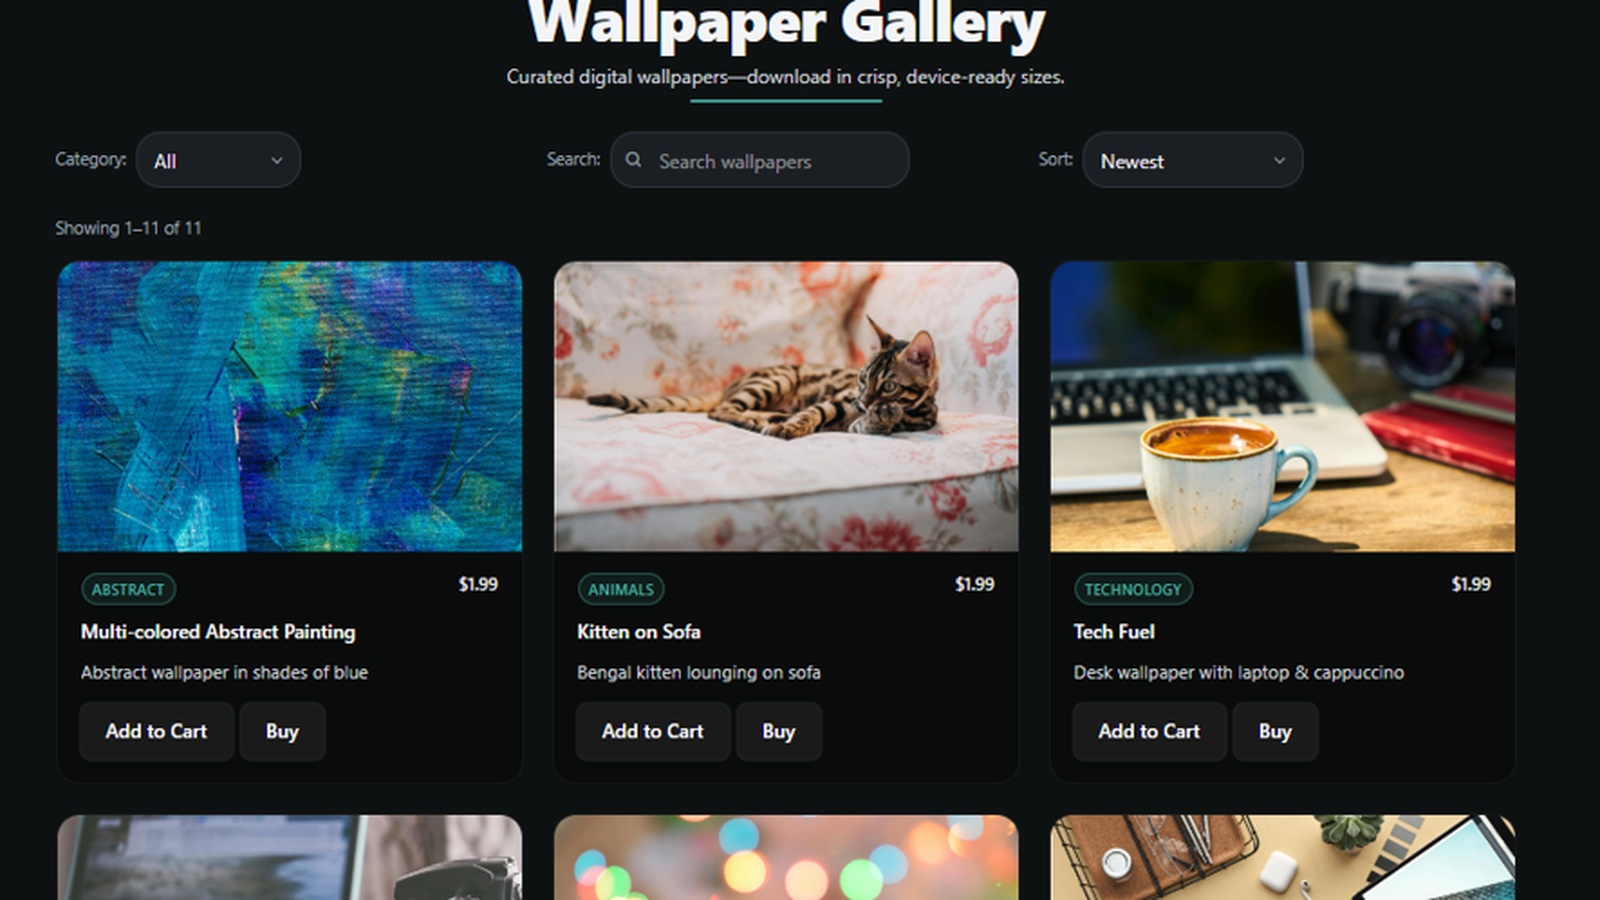 Wallpaper Gallery
Curated digital wallpapers—download in crisp, device-ready sizes.
Category: All Search: Search wallpapers Sort: Newest
Showing 1–11 of 11
ABSTRACT $1.99
Multi-colored Abstract Painting
Abstract wallpaper in shades of blue
Add to Cart Buy
ANIMALS $1.99
Kitten on Sofa
Bengal kitten lounging on sofa
Add to Cart Buy
TECHNOLOGY $1.99
Tech Fuel
Desk wallpaper with laptop & cappuccino
Add to Cart Buy